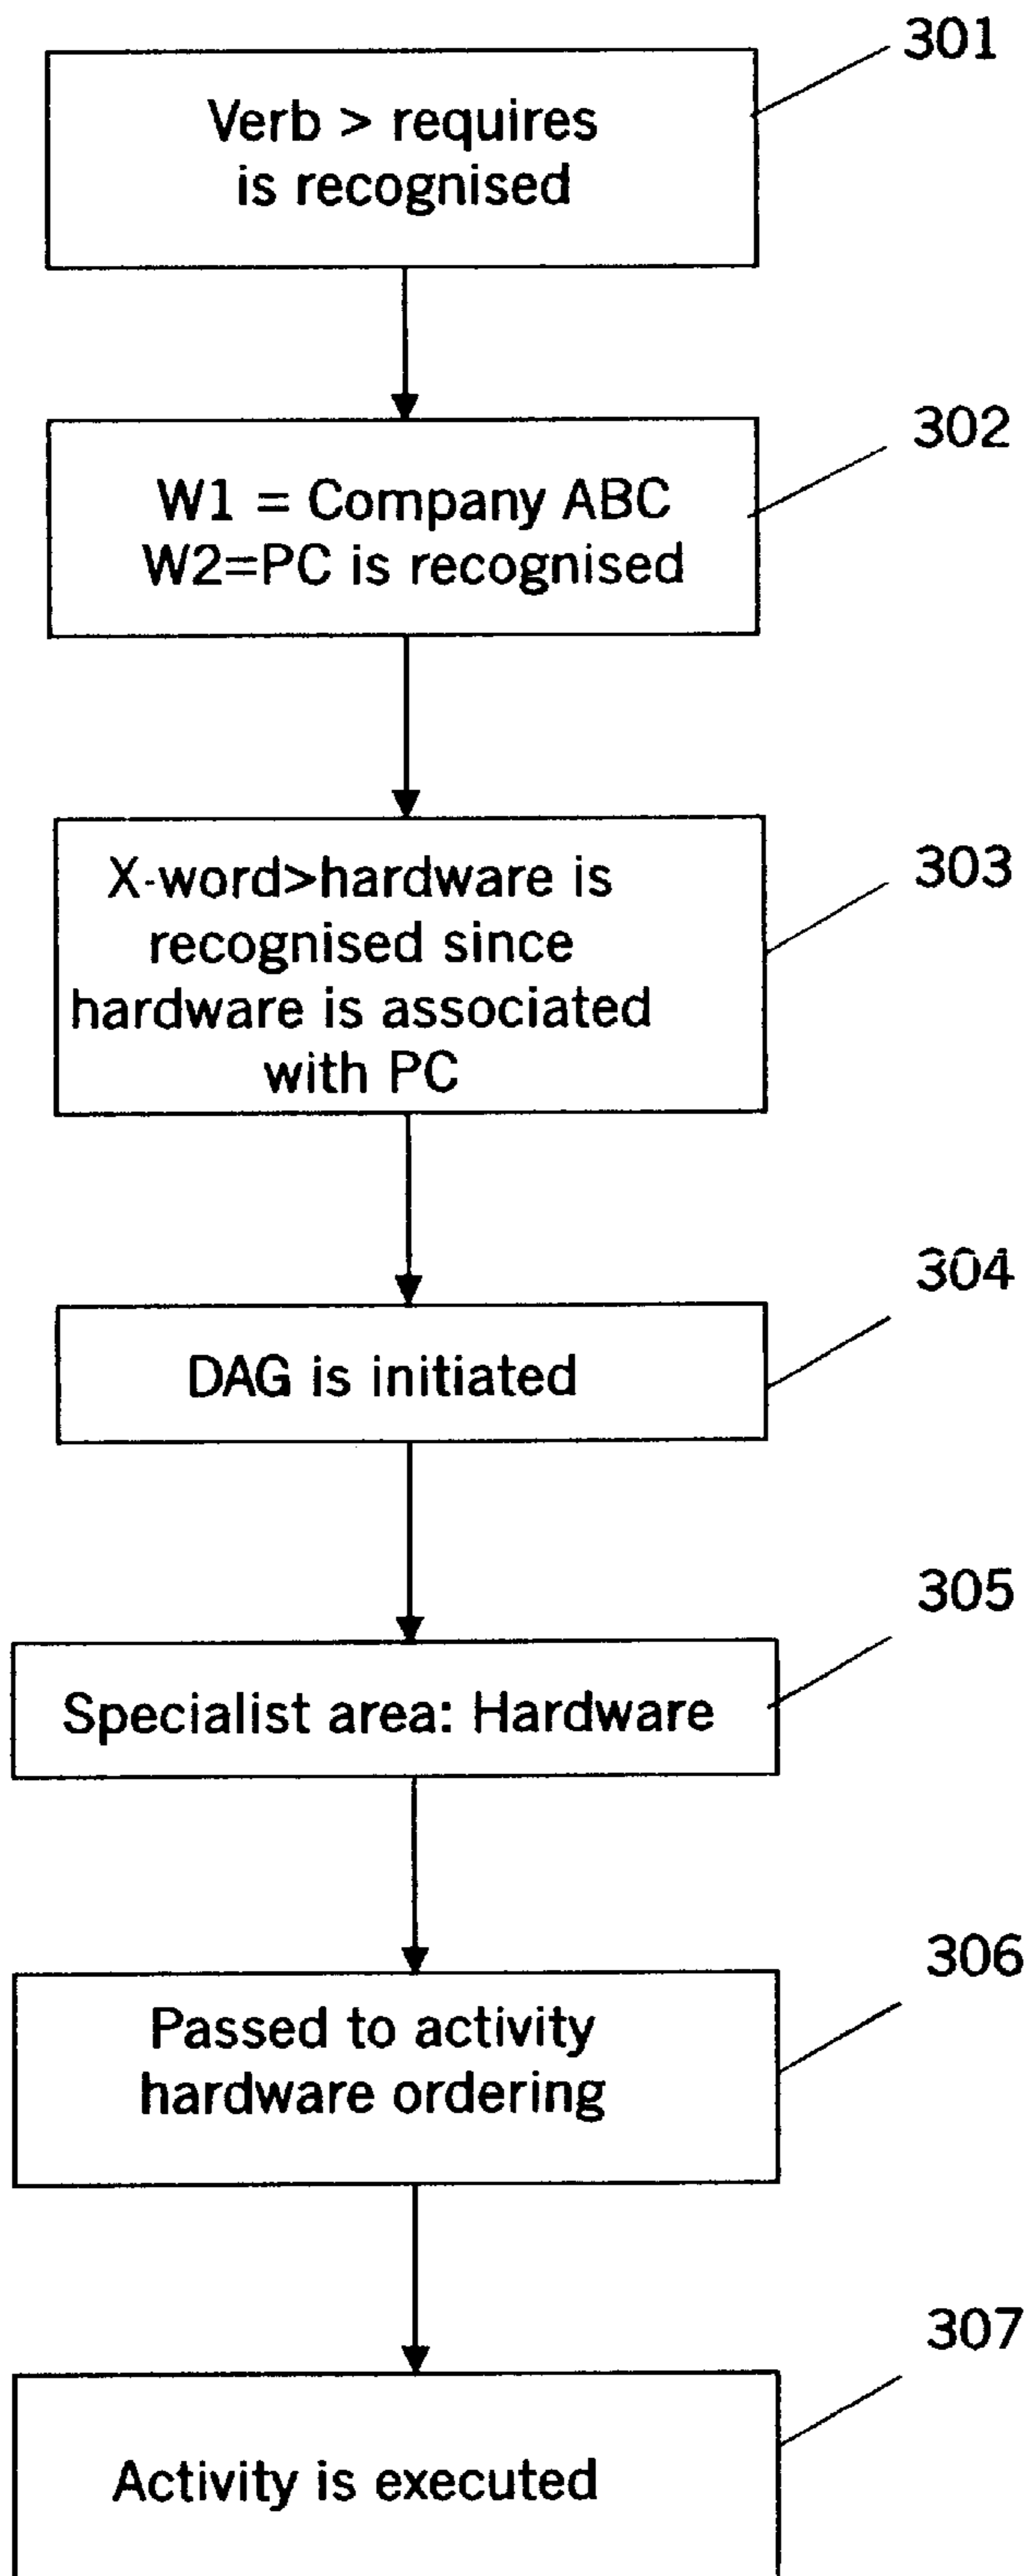 301
Verb > requires
is recognised
302
W1 = Company ABC
W2=PC is recognised
303
X-word>hardware is
recognised since
hardware is associated
with PC
304
DAG is initiated
305
Specialist area: Hardware
306
Passed to activity
hardware ordering
307
Activity is executed